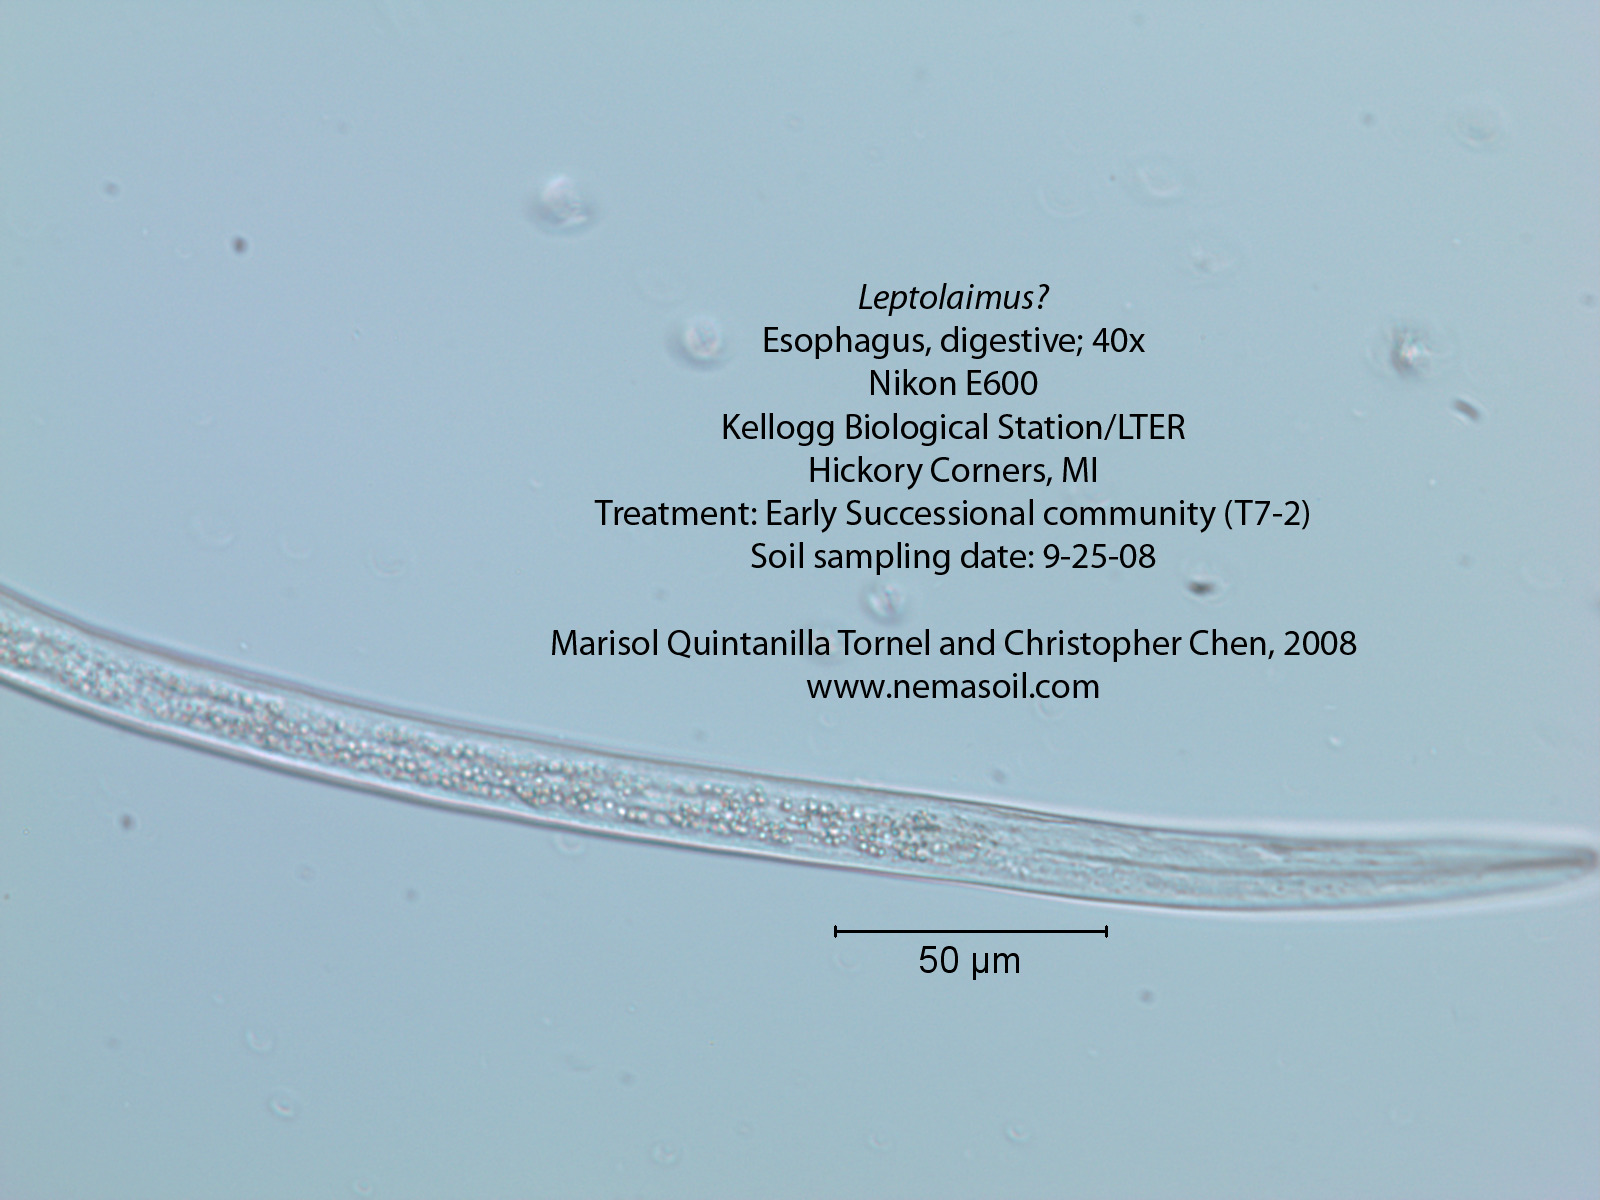 Leptolaimus?
Esophagus, digestive; 40x
Nikon E600
Kellogg Biological Station/LTER
Hickory Corners, MI
Treatment: Early Successional community (T7-2)
Soil sampling date: 9-25-08
Marisol Quintanilla Tornel and Christopher Chen, 2008
www.nemasoil.com
50 µm